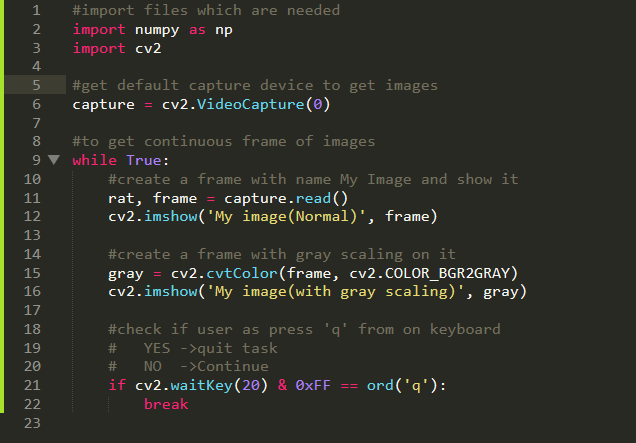 1 #import files which are needed
2 import numpy as np
3 import cv2
4
5 #get default capture device to get images
6 capture = cv2.VideoCapture(0)
7
8 #to get continuous frame of images
9 while True:
10     #create a frame with name My Image and show it
11     rat, frame = capture.read()
12     cv2.imshow('My image(Normal)', frame)
13
14     #create a frame with gray scaling on it
15     gray = cv2.cvtColor(frame, cv2.COLOR_BGR2GRAY)
16     cv2.imshow('My image(with gray scaling)', gray)
17
18     #check if user as press 'q' from on keyboard
19     #   YES ->quit task
20     #   NO  ->Continue
21     if cv2.waitKey(20) & 0xFF == ord('q'):
22         break
23